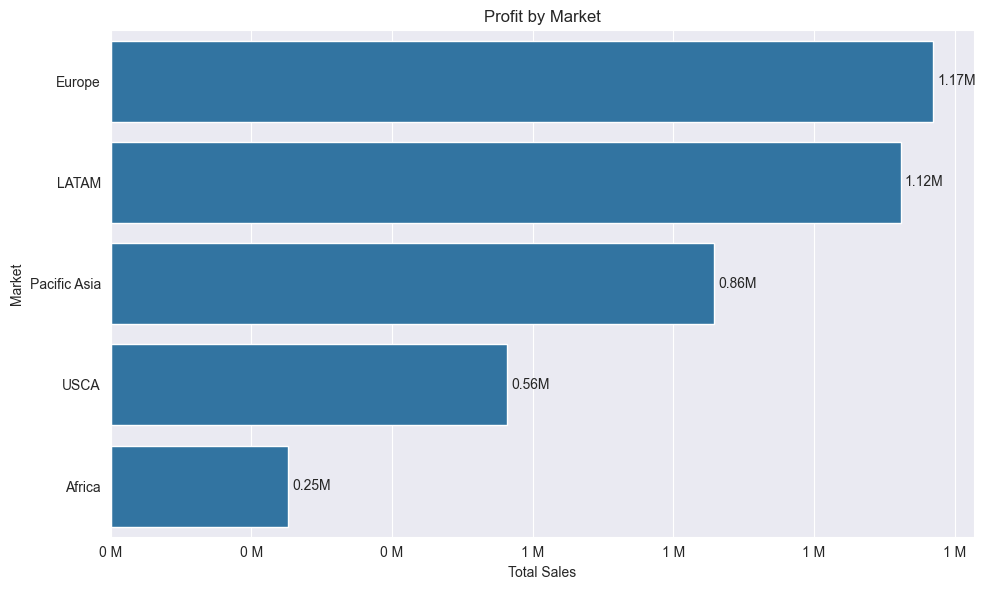 Profit by Market
Market
Europe
1.17M
LATAM
1.12M
Pacific Asia
0.86M
USCA
0.56M
Africa
0.25M
0 M 0 M 0 M 1 M 1 M 1 M 1 M
Total Sales